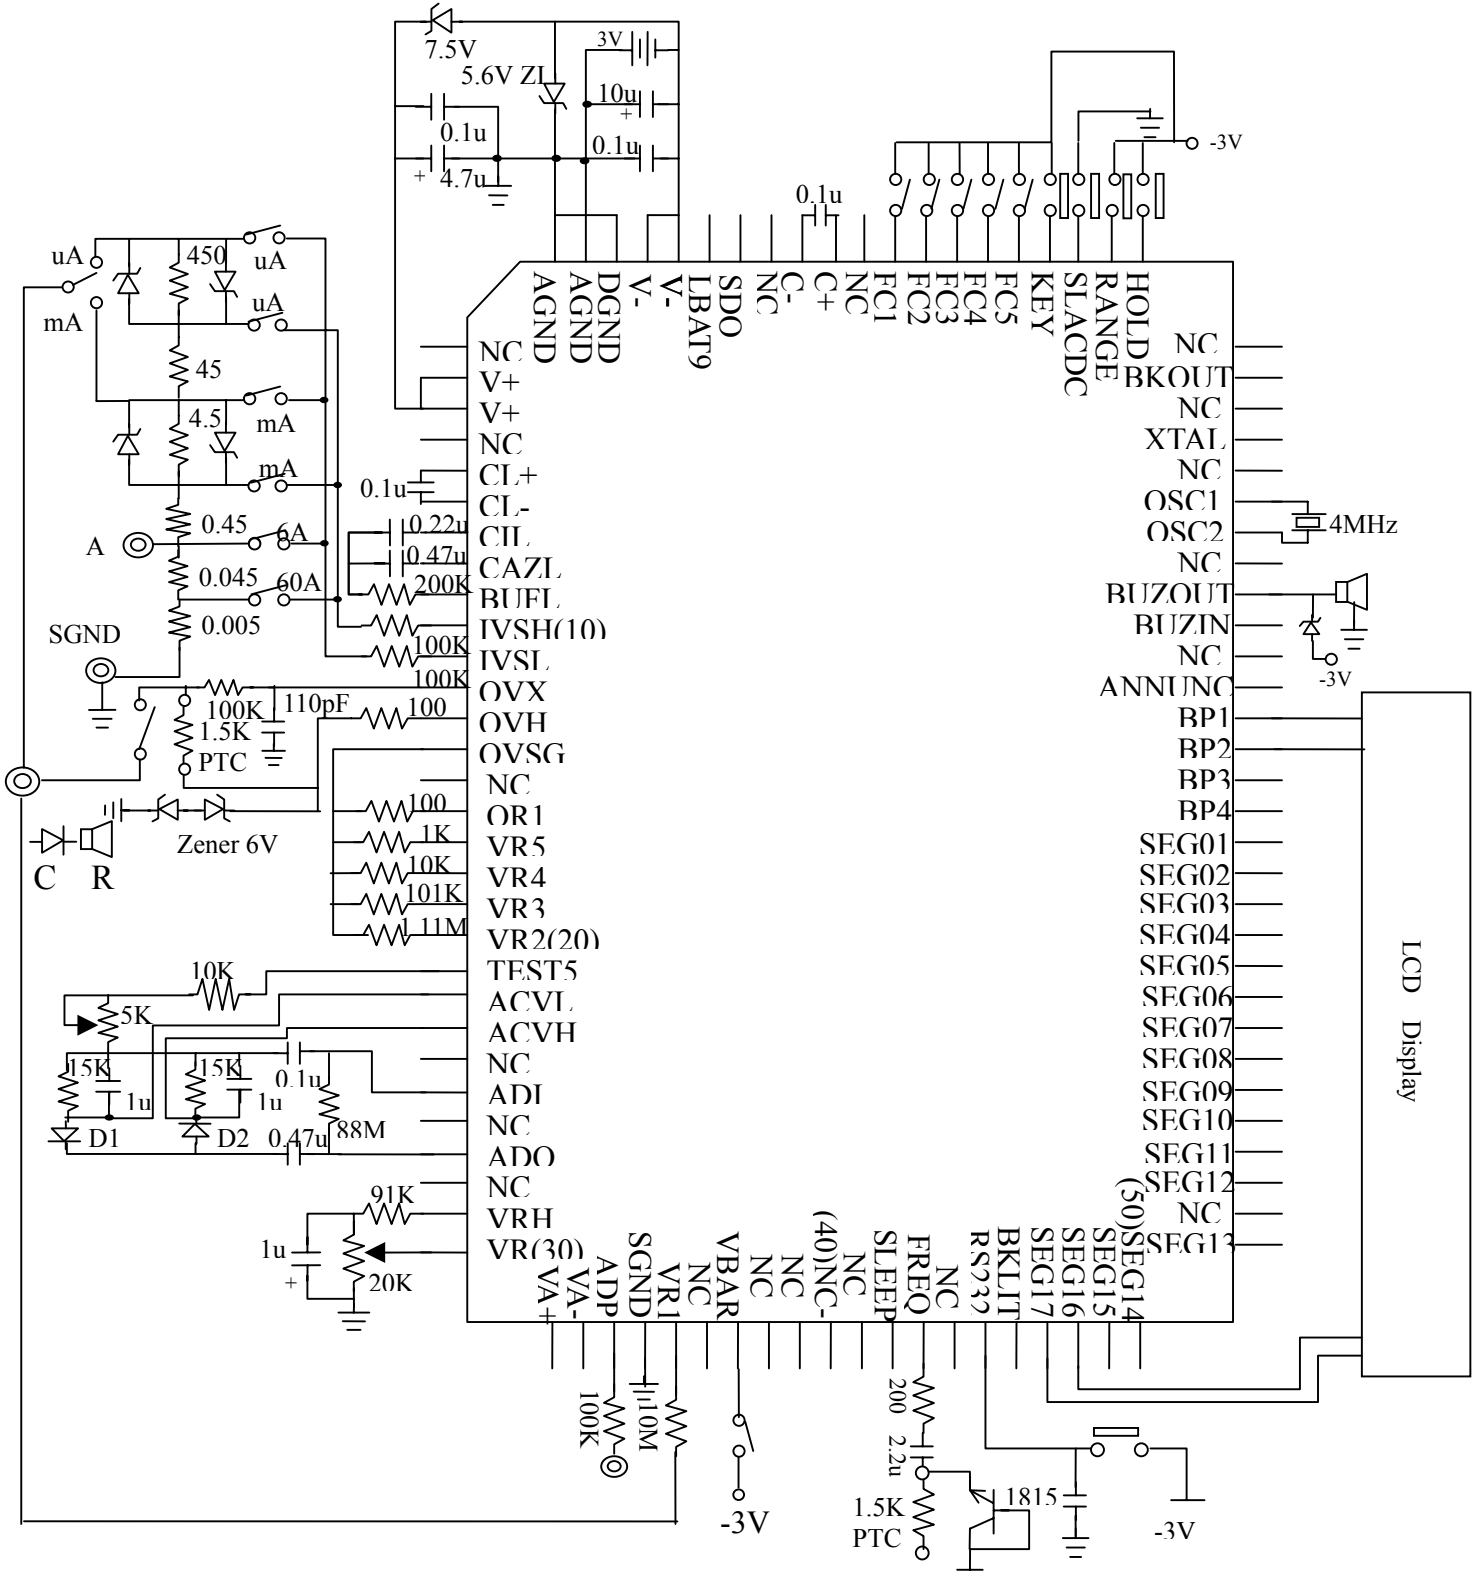 7.5V
3V
5.6V ZI
10u
+
0.1u
0.1u
+
4.7u
-3V
0.1u
uA
450
uA
uA
mA
45
4.5
mA
mA
0.45
6A
A
0.045
60A
0.005
SGND
0.1u
0.22u
0.47u
200K
100K
100K
100K
110pF
100
1.5K
PTC
Zener 6V
C
R
100
1K
10K
101K
1.11M
10K
5K
15K
15K
0.1u
1u
1u
88M
D1
D2
0.47u
91K
1u
+
20K
AGND
AGND
DGND
V-
V-
LBAT9
SDO
NC
C-
C+
NC
FC1
FC2
FC3
FC4
FC5
KEY
SLACDC
RANGE
HOLD
NC
V+
V+
NC
CL+
CL-
CIL
CAZL
BUFL
IVSH(10)
IVSL
OVX
OVH
OVSG
NC
OR1
VR5
VR4
VR3
VR2(20)
TEST5
ACVL
ACVH
NC
ADI
NC
ADO
NC
VRH
VR(30)
NC
BKOUT
NC
XTAL
NC
OSC1
OSC2
NC
BUZOUT
BUZIN
NC
ANNUNC
BP1
BP2
BP3
BP4
SEG01
SEG02
SEG03
SEG04
SEG05
SEG06
SEG07
SEG08
SEG09
SEG10
SEG11
SEG12
NC
SEG13
4MHz
-3V
LCD Display
VA+
VA-
ADP
SGND
VR1
NC
VBAR
NC
NC
(40)NC-
NC
SLEEP
FREQ
NC
RS232
BKLIT
SEG17
SEG16
SEG15
(50)SEG14
100K
10M
-3V
200
2.2u
1.5K
PTC
1815
-3V